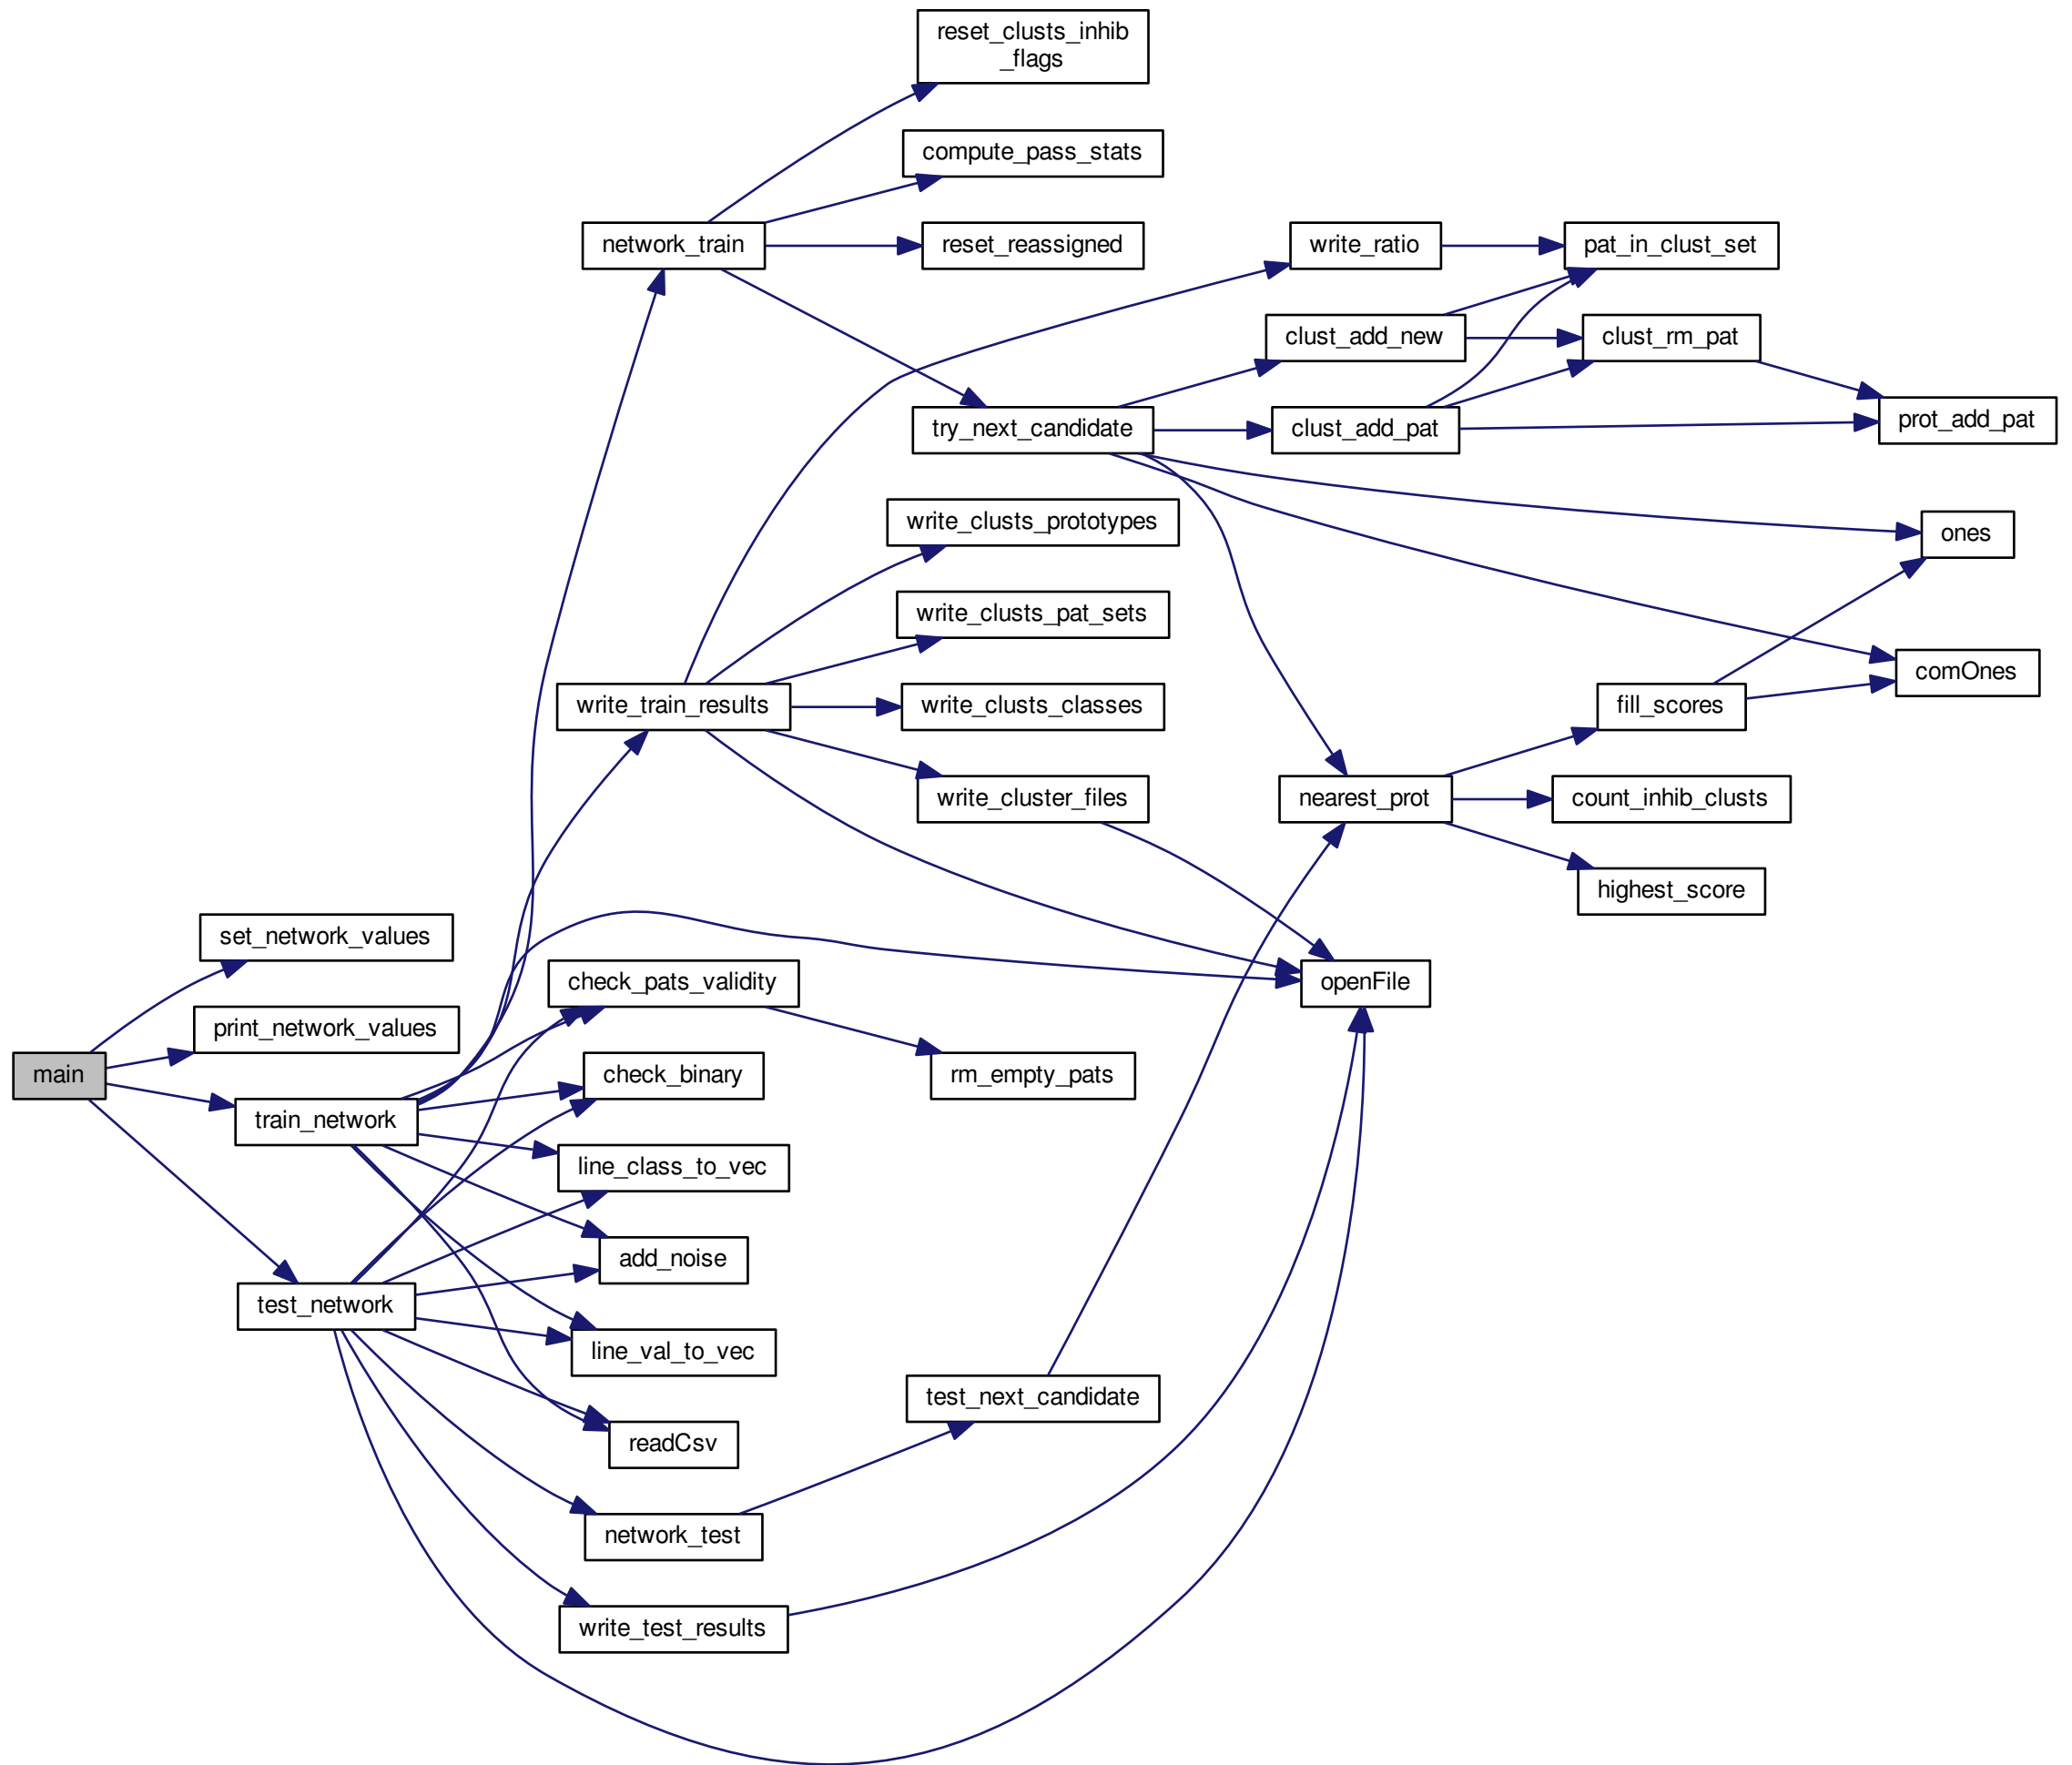 reset_clusts_inhib
_flags
compute_pass_stats
network_train
reset_reassigned
write_ratio
pat_in_clust_set
clust_add_new
clust_rm_pat
try_next_candidate
clust_add_pat
prot_add_pat
write_clusts_prototypes
ones
write_clusts_pat_sets
comOnes
write_train_results
write_clusts_classes
fill_scores
write_cluster_files
nearest_prot
count_inhib_clusts
highest_score
set_network_values
check_pats_validity
openFile
print_network_values
main
check_binary
rm_empty_pats
train_network
line_class_to_vec
add_noise
test_network
line_val_to_vec
test_next_candidate
readCsv
network_test
write_test_results